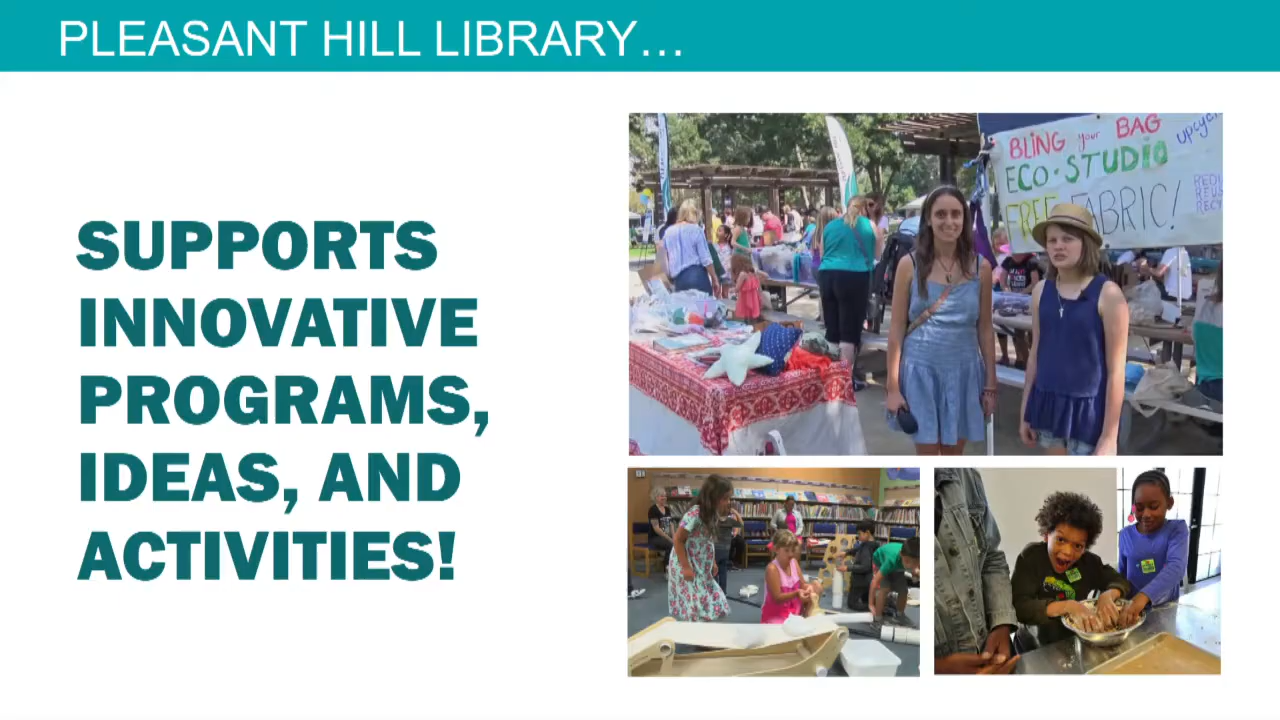 PLEASANT HILL LIBRARY...
SUPPORTS
INNOVATIVE
PROGRAMS,
IDEAS, AND
ACTIVITIES!
BLING your BAG
ECO-STUDIO
FREE FABRIC!